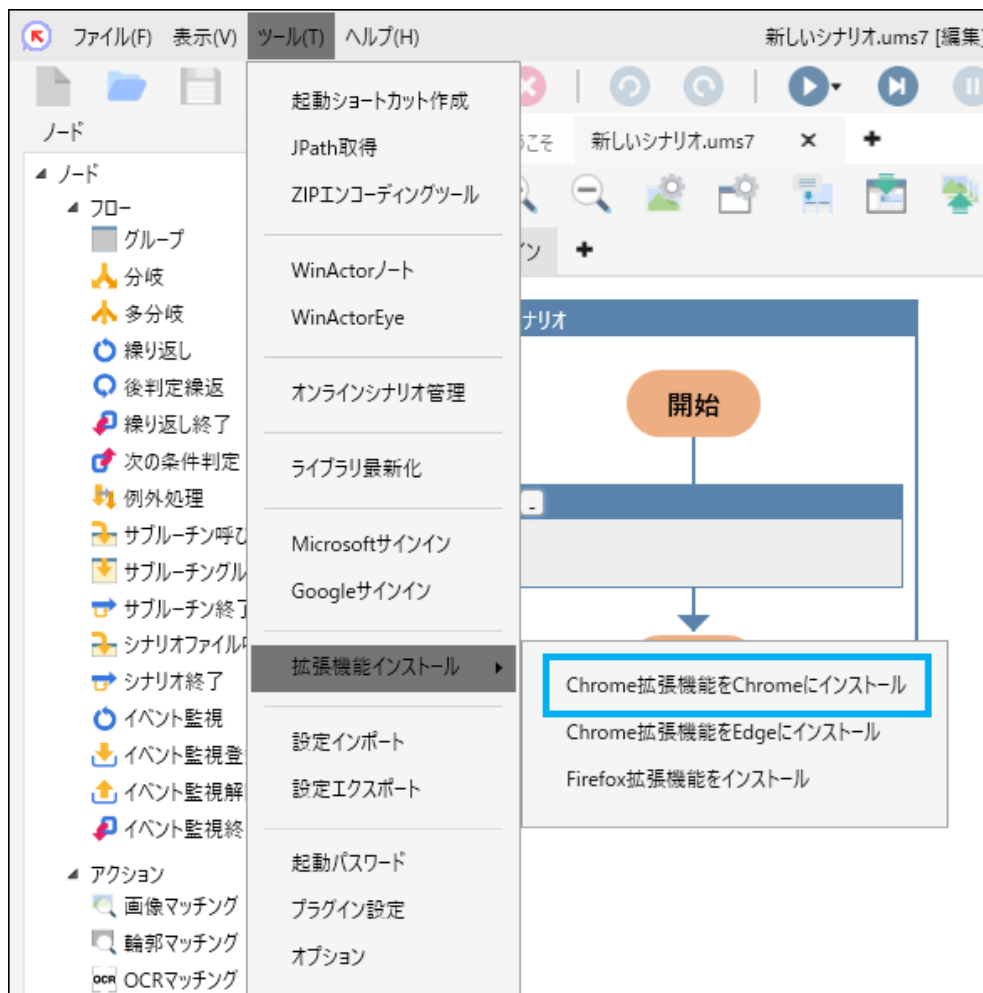 ファイル(F) 表示(V) ツール(T) ヘルプ(H)
新しいシナリオ.ums7 [編集]
ノード
ノード
フロー
グループ
分岐
多分岐
繰り返し
後判定繰返
繰り返し終了
次の条件判定
例外処理
サブルーチン呼び
サブルーチングル
サブルーチン終了
シナリオファイル
シナリオ終了
イベント監視
イベント監視登
イベント監視解
イベント監視終
アクション
画像マッチング
輪郭マッチング
OCR OCRマッチング
起動ショートカット作成
JPath取得
ZIPエンコーディングツール
WinActorノート
WinActorEye
オンラインシナリオ管理
ライブラリ最新化
Microsoftサインイン
Googleサインイン
拡張機能インストール
設定インポート
設定エクスポート
起動パスワード
プラグイン設定
オプション
うこそ 新しいシナリオ.ums7
イン
ナリオ
開始
Chrome拡張機能をChromeにインストール
Chrome拡張機能をEdgeにインストール
Firefox拡張機能をインストール